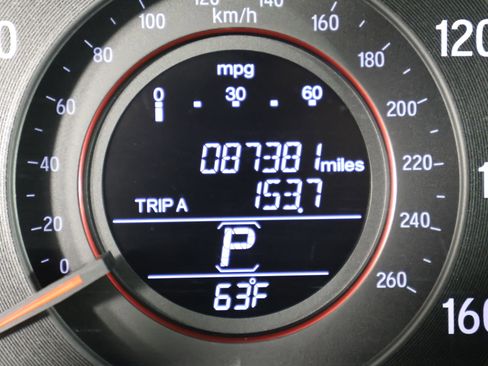 120 140
100 km/h 160
80 mpg 180
60 0 30 60 200
087381 miles
40 220
TRIP A 153.7
20 P 240
0 63°F 260
120
160